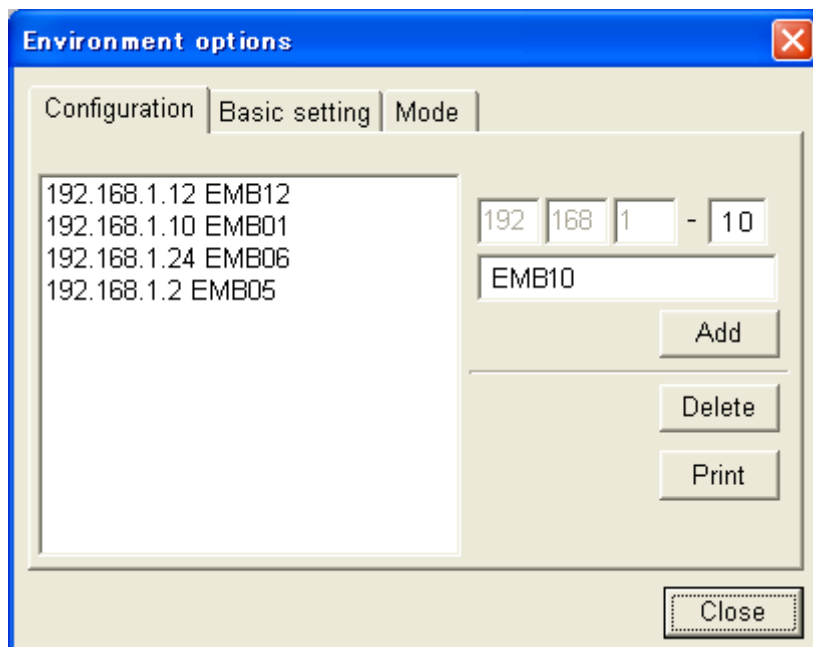 Environment options
Configuration Basic setting Mode
192.168.1.12 EMB12
192.168.1.10 EMB01
192.168.1.24 EMB06
192.168.1.2 EMB05
192 168 1 - 10
EMB10
Add
Delete
Print
Close